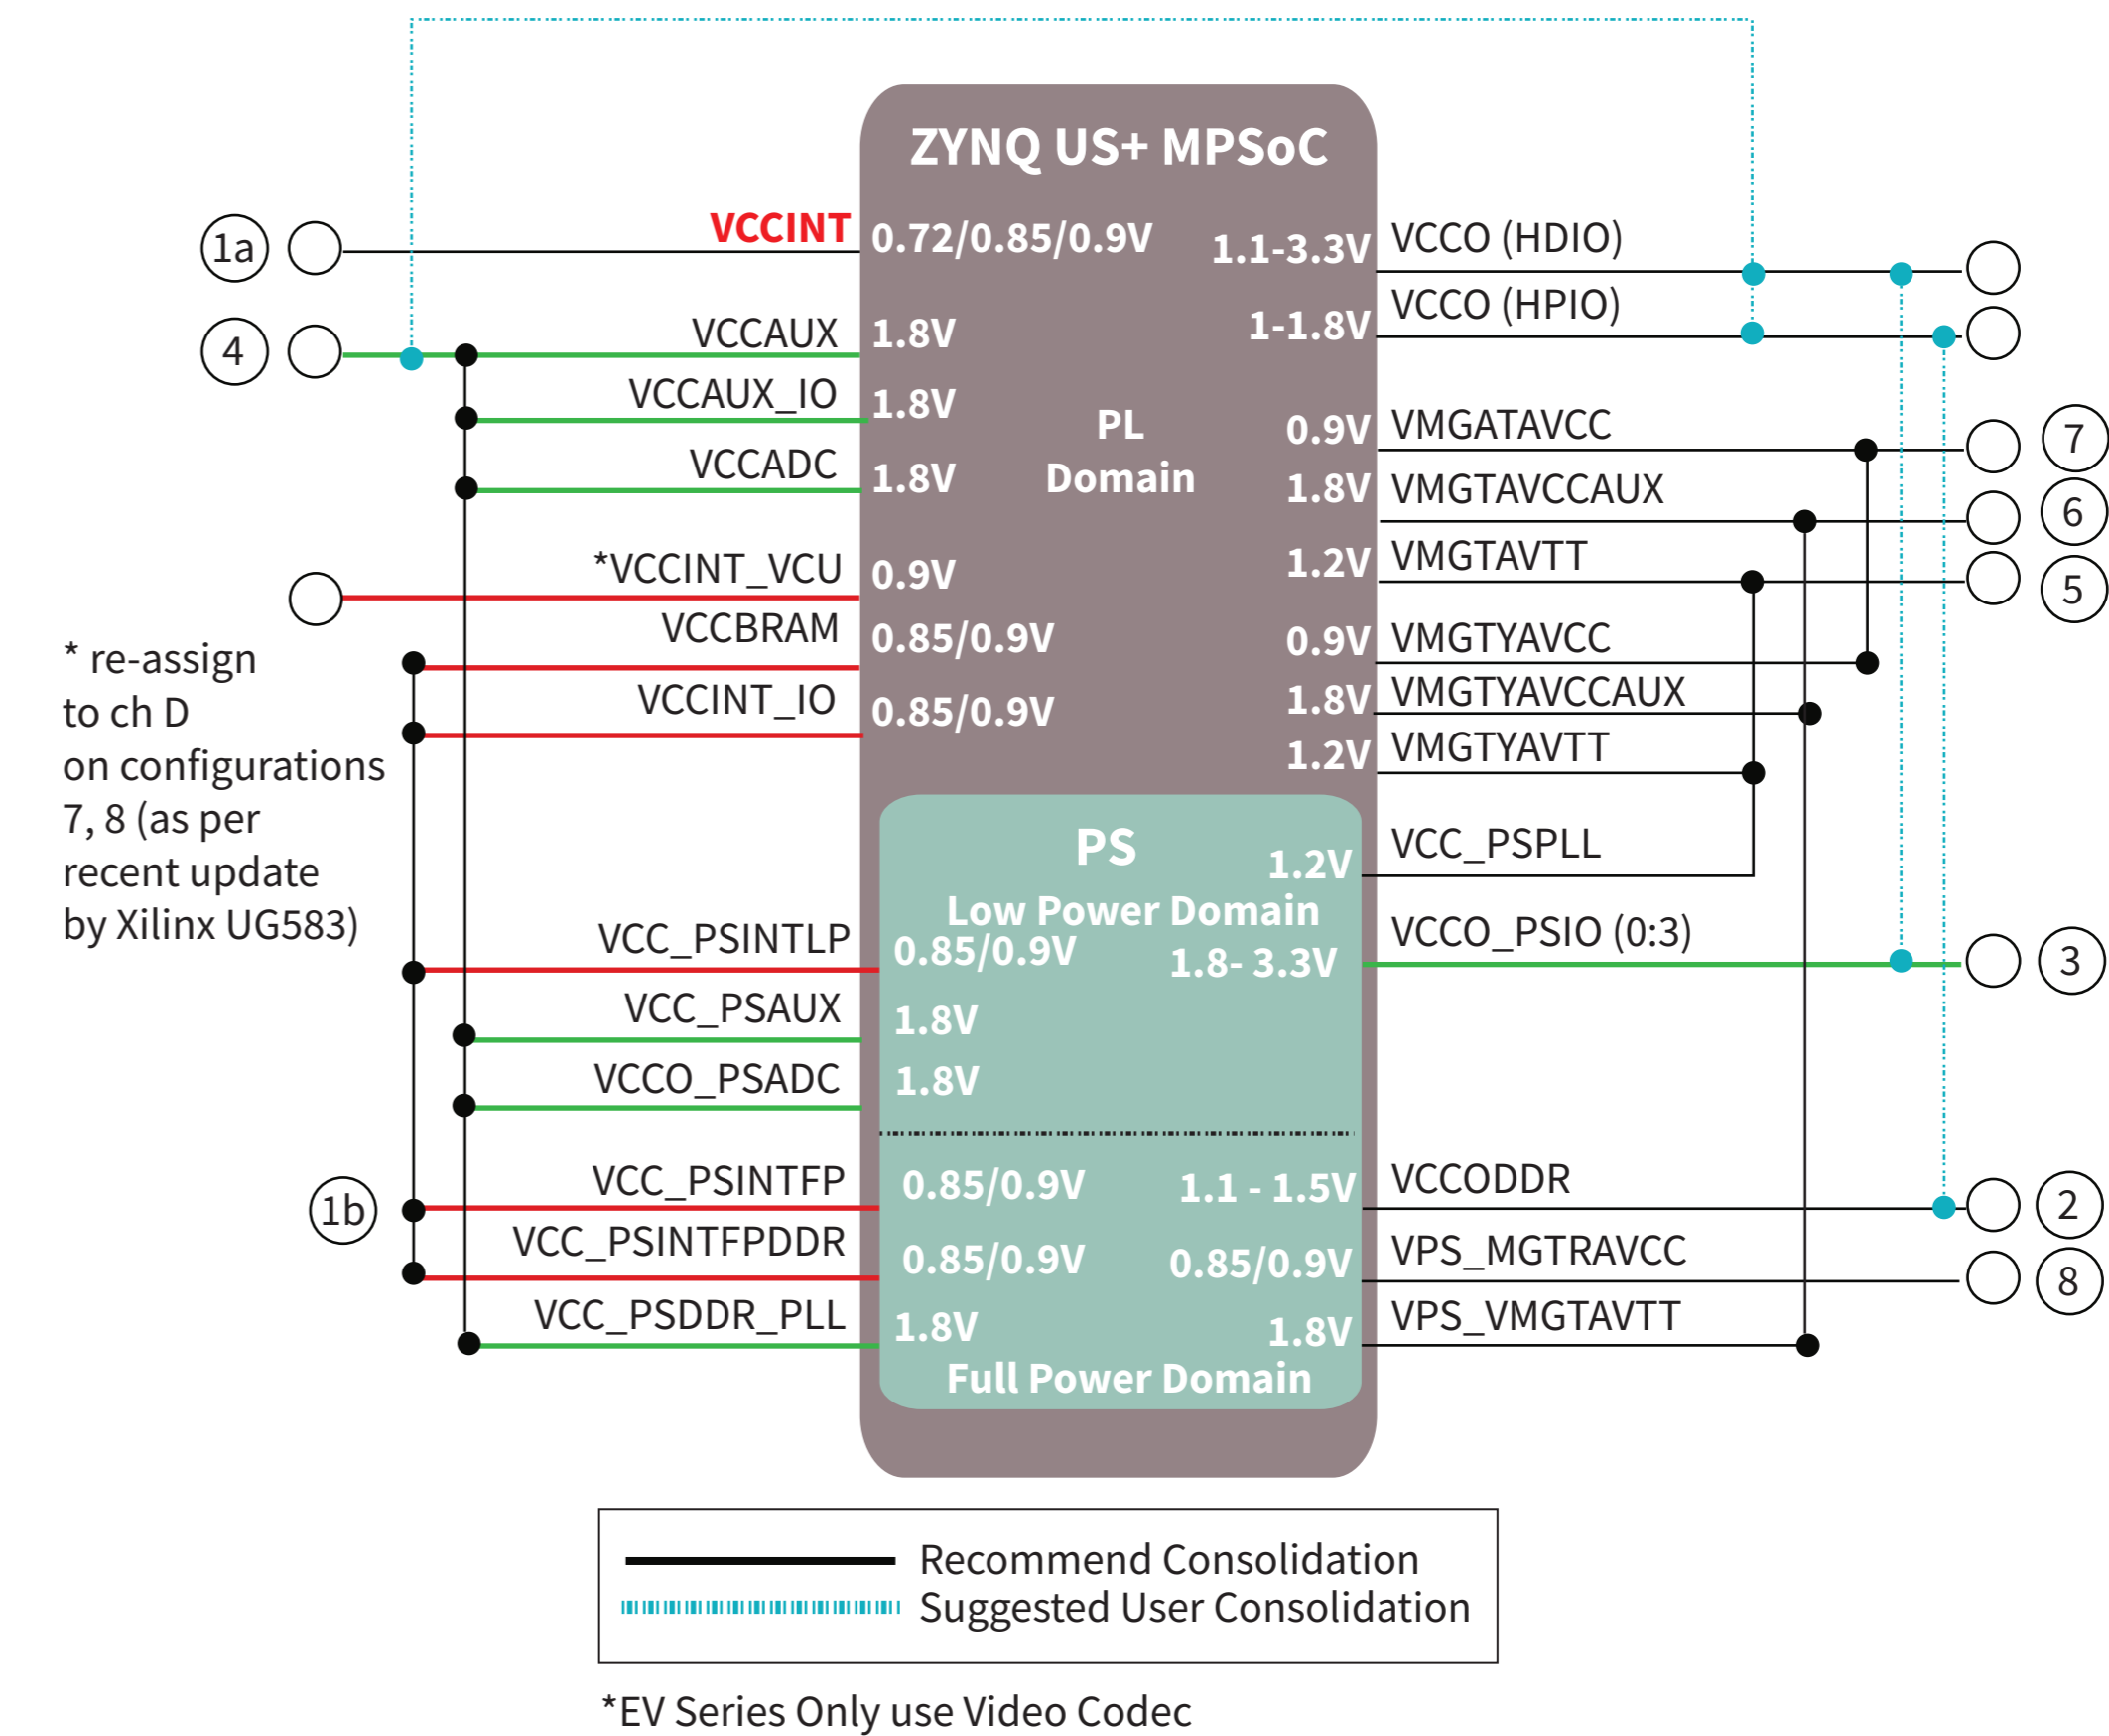 ZYNQ US+ MPSoC
1a
VCCINT
0.72/0.85/0.9V
1.1-3.3V
VCCO (HDIO)
4
VCCAUX
1.8V
1-1.8V
VCCO (HPIO)
VCCAUX_IO
1.8V
PL
Domain
0.9V
VMGATAVCC
7
VCCADC
1.8V
1.8V
VMGTAVCCAUX
6
*VCCINT_VCU
0.9V
1.2V
VMGTAVTT
5
VCCBRAM
0.85/0.9V
0.9V
VMGTYAVCC
VCCINT_IO
0.85/0.9V
1.8V
VMGTYAVCCAUX
1.2V
VMGTYAVTT
* re-assign
to ch D
on configurations
7, 8 (as per
recent update
by Xilinx UG583)
PS
1.2V
VCC_PSPLL
Low Power Domain
VCC_PSINTLP
0.85/0.9V
1.8- 3.3V
VCCO_PSIO (0:3)
3
VCC_PSAUX
1.8V
VCCO_PSADC
1.8V
1b
VCC_PSINTFP
0.85/0.9V
1.1 - 1.5V
VCCODDR
2
VCC_PSINTFPDDR
0.85/0.9V
0.85/0.9V
VPS_MGTRAVCC
8
VCC_PSDDR_PLL
1.8V
1.8V
VPS_VMGTAVTT
Full Power Domain
Recommend Consolidation
Suggested User Consolidation
*EV Series Only use Video Codec